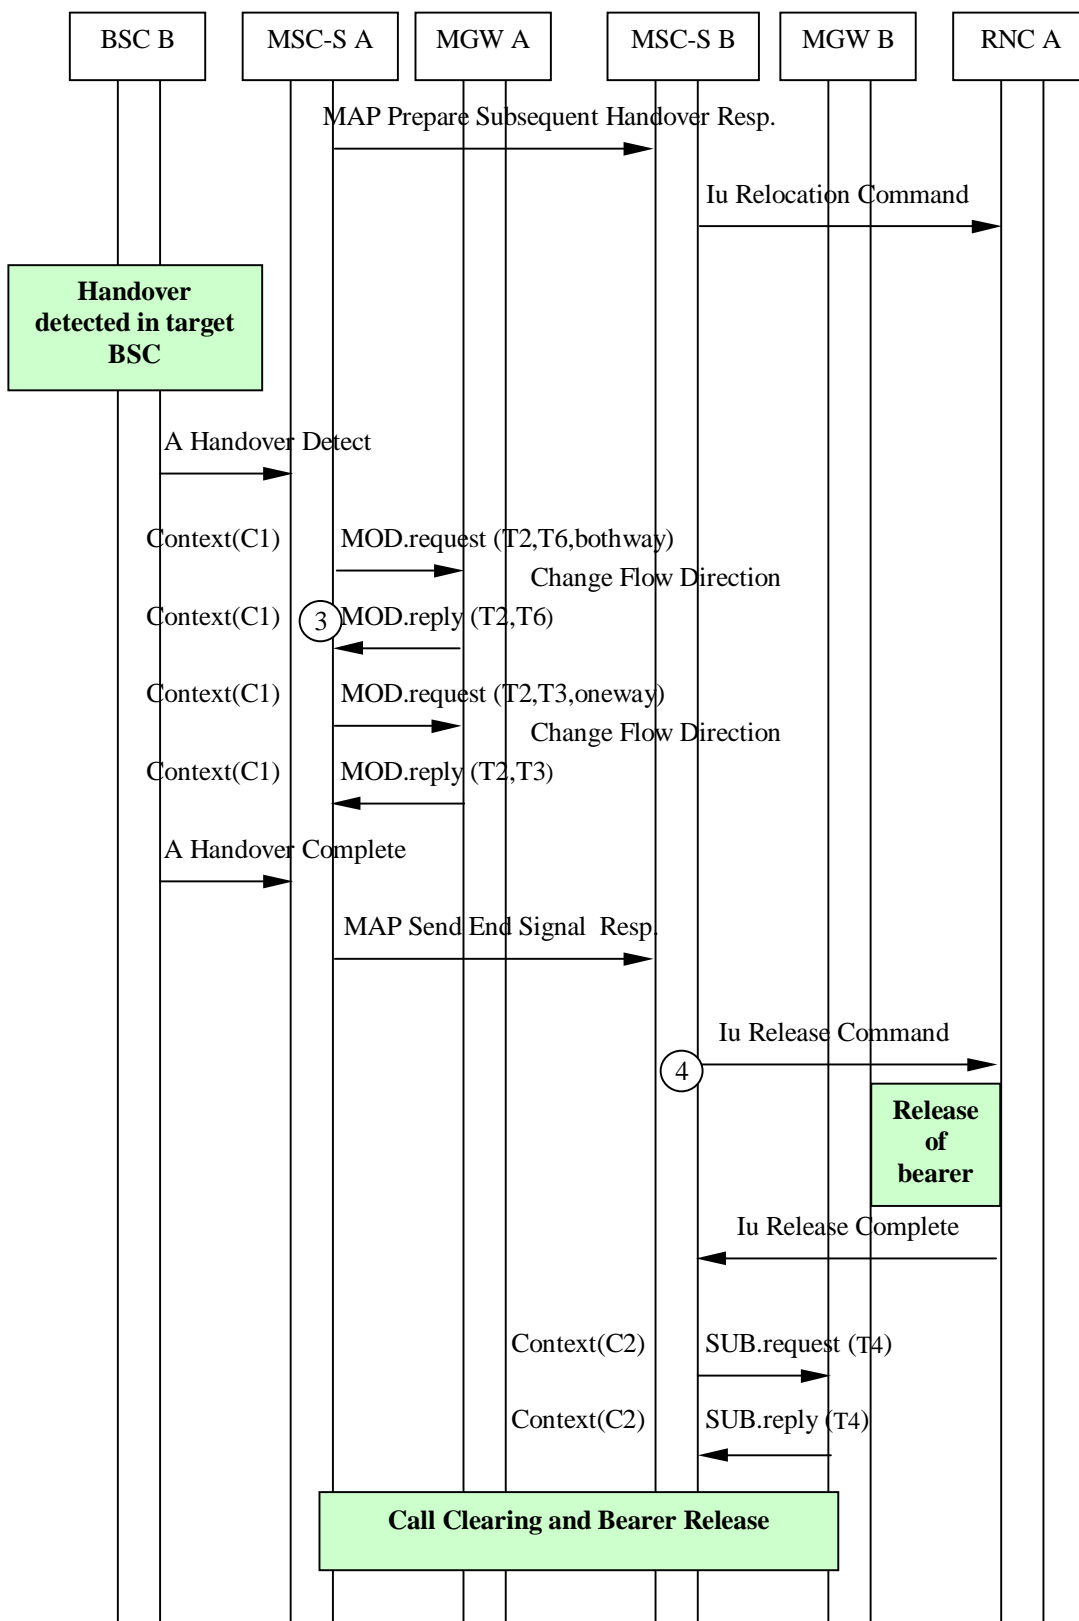 BSC B
MSC-S A
MGW A
MSC-S B
MGW B
RNC A
MAP Prepare Subsequent Handover Resp.
Iu Relocation Command
Handover
detected in target
BSC
A Handover Detect
Context(C1)
MOD.request (T2,T6,bothway)
Change Flow Direction
Context(C1)
3
MOD.reply (T2,T6)
Context(C1)
MOD.request (T2,T3,oneway)
Change Flow Direction
Context(C1)
MOD.reply (T2,T3)
A Handover Complete
MAP Send End Signal  Resp.
Iu Release Command
4
Release
of
bearer
Iu Release Complete
Context(C2)
SUB.request (T4)
Context(C2)
SUB.reply (T4)
Call Clearing and Bearer Release